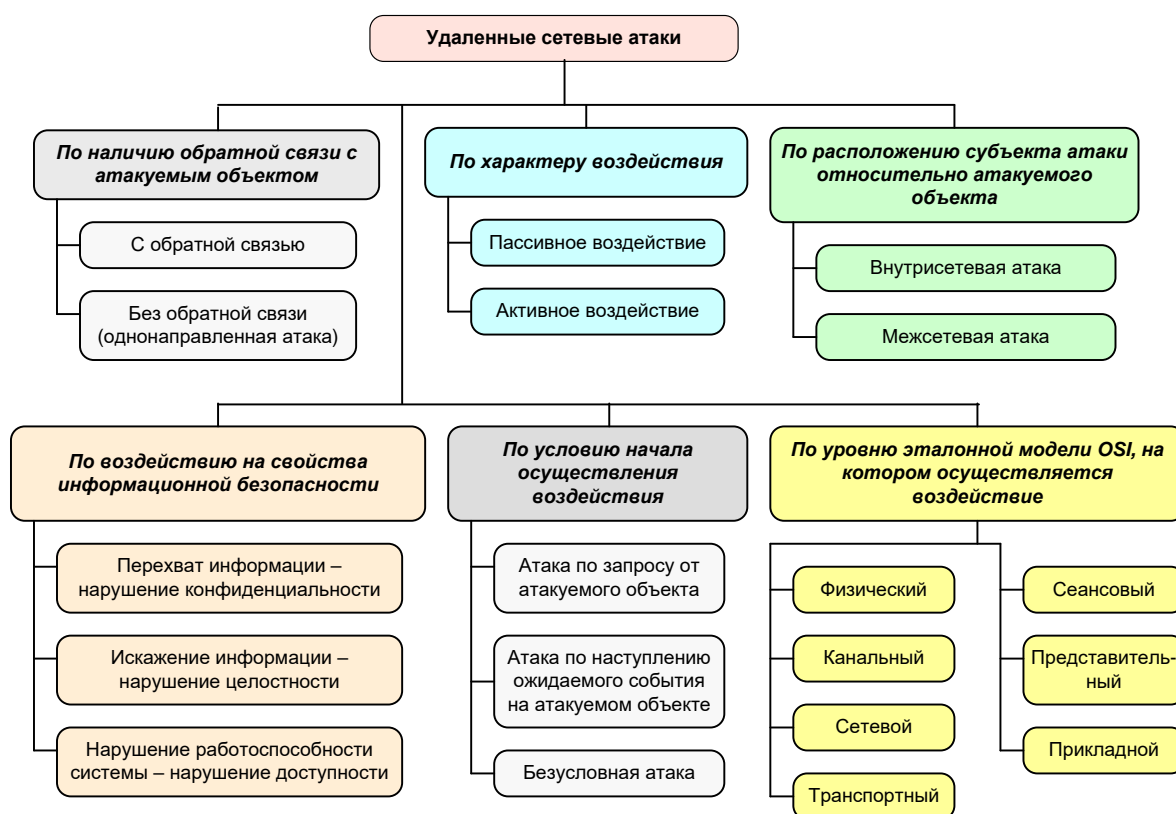 Удаленные сетевые атаки
По наличию обратной связи с
атакуемым объектом
С обратной связью
Без обратной связи
(однонаправленная атака)
По характеру воздействия
Пассивное воздействие
Активное воздействие
По расположению субъекта атаки
относительно атакуемого
объекта
Внутрисетевая атака
Межсетевая атака
По воздействию на свойства
информационной безопасности
Перехват информации –
нарушение конфиденциальности
Искажение информации –
нарушение целостности
Нарушение работоспособности
системы – нарушение доступности
По условию начала
осуществления
воздействия
Атака по запросу от
атакуемого объекта
Атака по наступлению
ожидаемого события
на атакуемом объекте
Безусловная атака
По уровню эталонной модели OSI, на
котором осуществляется
воздействие
Физический
Канальный
Сетевой
Транспортный
Сеансовый
Представитель-
ный
Прикладной